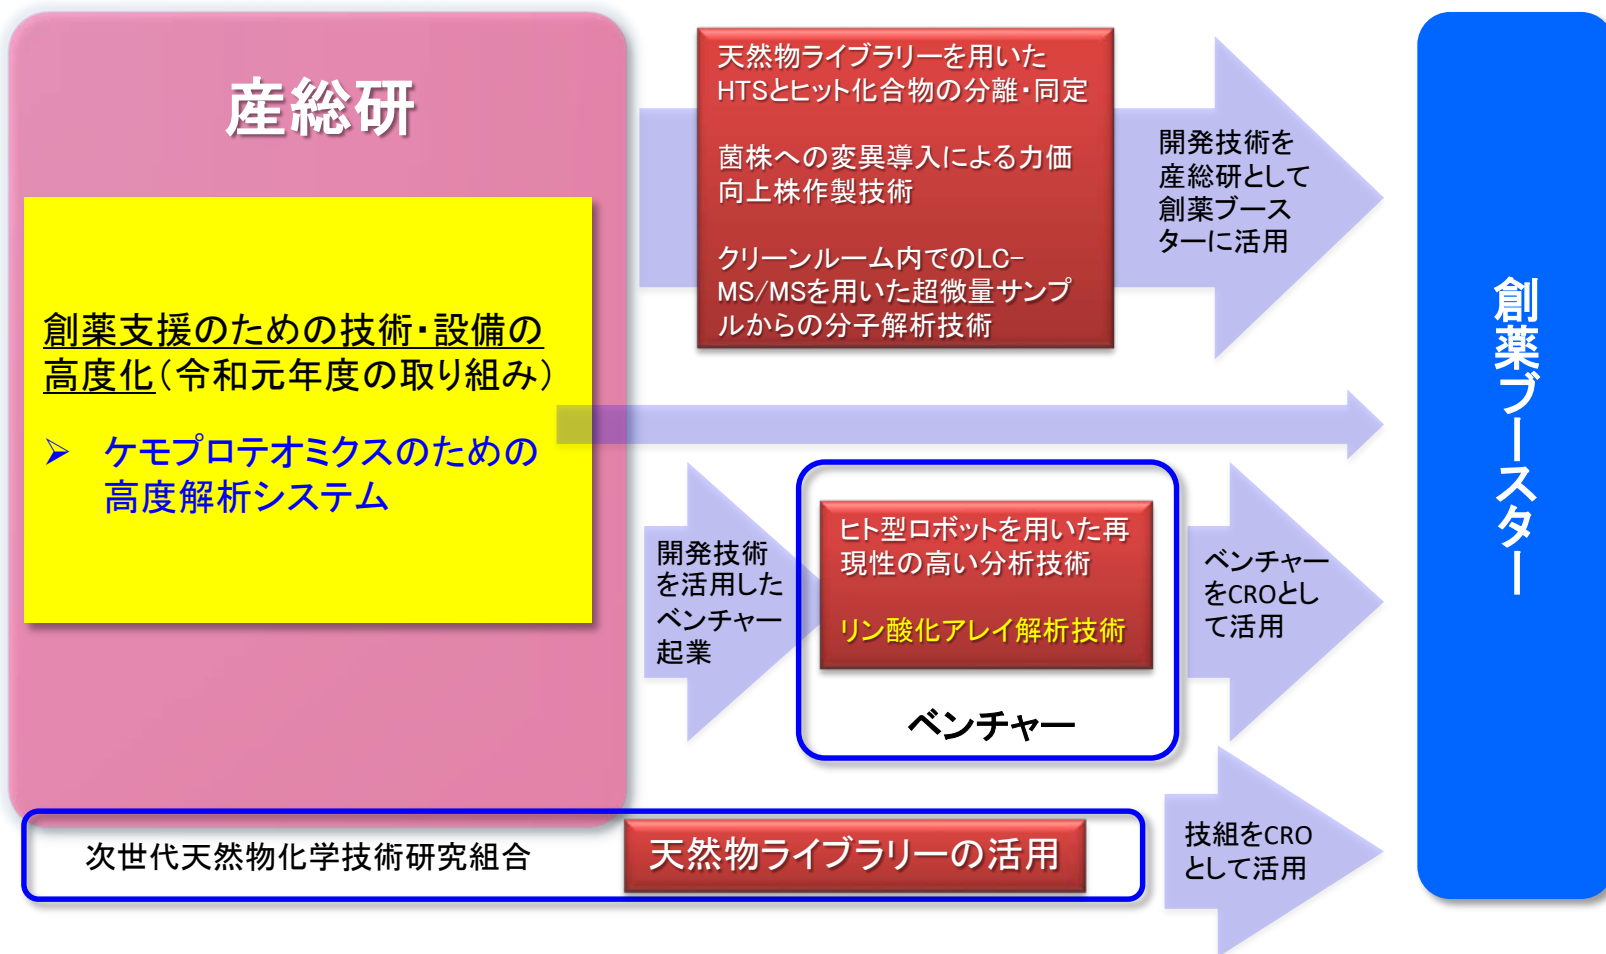 産総研
創薬支援のための技術・設備の
高度化(令和元年度の取り組み)
➢ ケモプロテオミクスのための
高度解析システム
天然物ライブラリーを用いた
HTSとヒット化合物の分離・同定
菌株への変異導入による力価
向上株作製技術
クリーンルーム内でのLC-
MS/MSを用いた超微量サンプ
ルからの分子解析技術
開発技術を
産総研として
創薬ブース
ターに活用
開発技術
を活用した
ベンチャー
起業
ヒト型ロボットを用いた再
現性の高い分析技術
リン酸化アレイ解析技術
ベンチャー
ベンチャー
をCROとし
て活用
次世代天然物化学技術研究組合
天然物ライブラリーの活用
技組をCRO
として活用
創薬ブースター